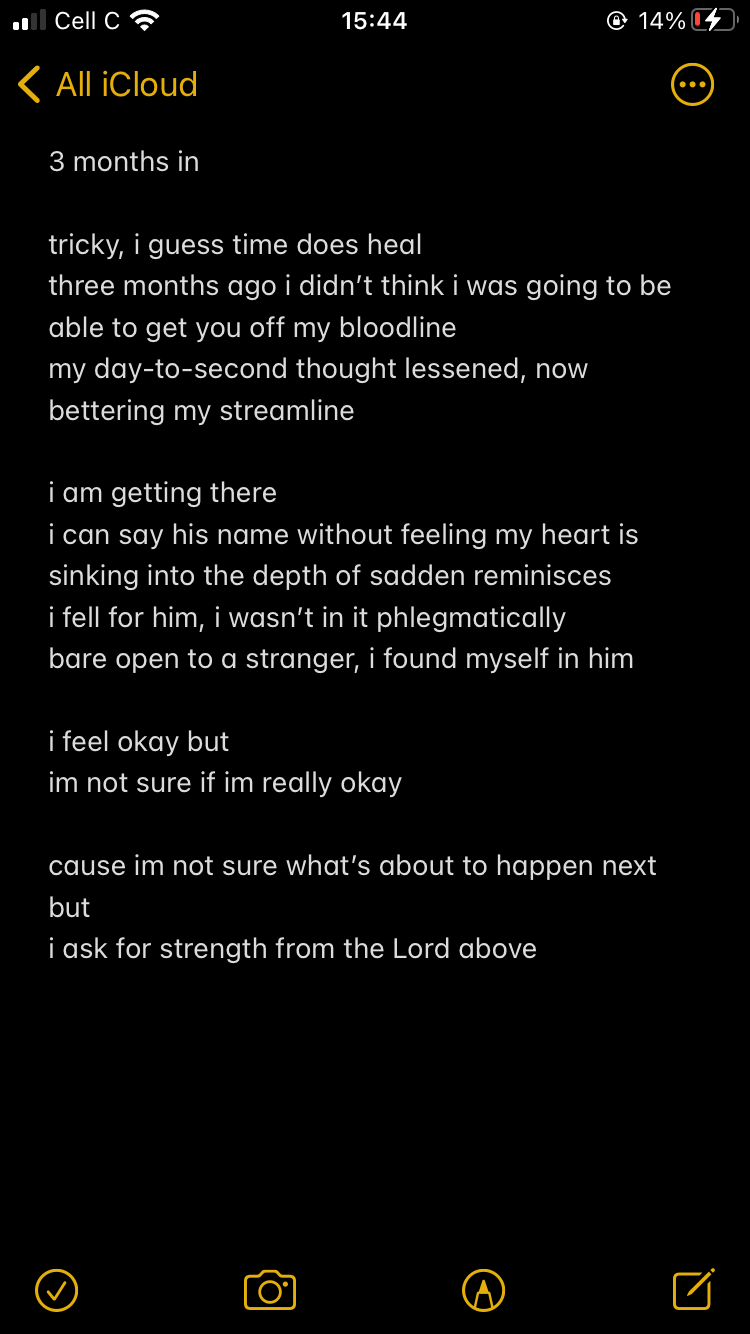 Cell C
15:44
14%
All iCloud
3 months in
tricky, i guess time does heal
three months ago i didn’t think i was going to be
able to get you off my bloodline
my day-to-second thought lessened, now
bettering my streamline
i am getting there
i can say his name without feeling my heart is
sinking into the depth of sadden reminisces
i fell for him, i wasn’t in it phlegmatically
bare open to a stranger, i found myself in him
i feel okay but
im not sure if im really okay
cause im not sure what’s about to happen next
but
i ask for strength from the Lord above